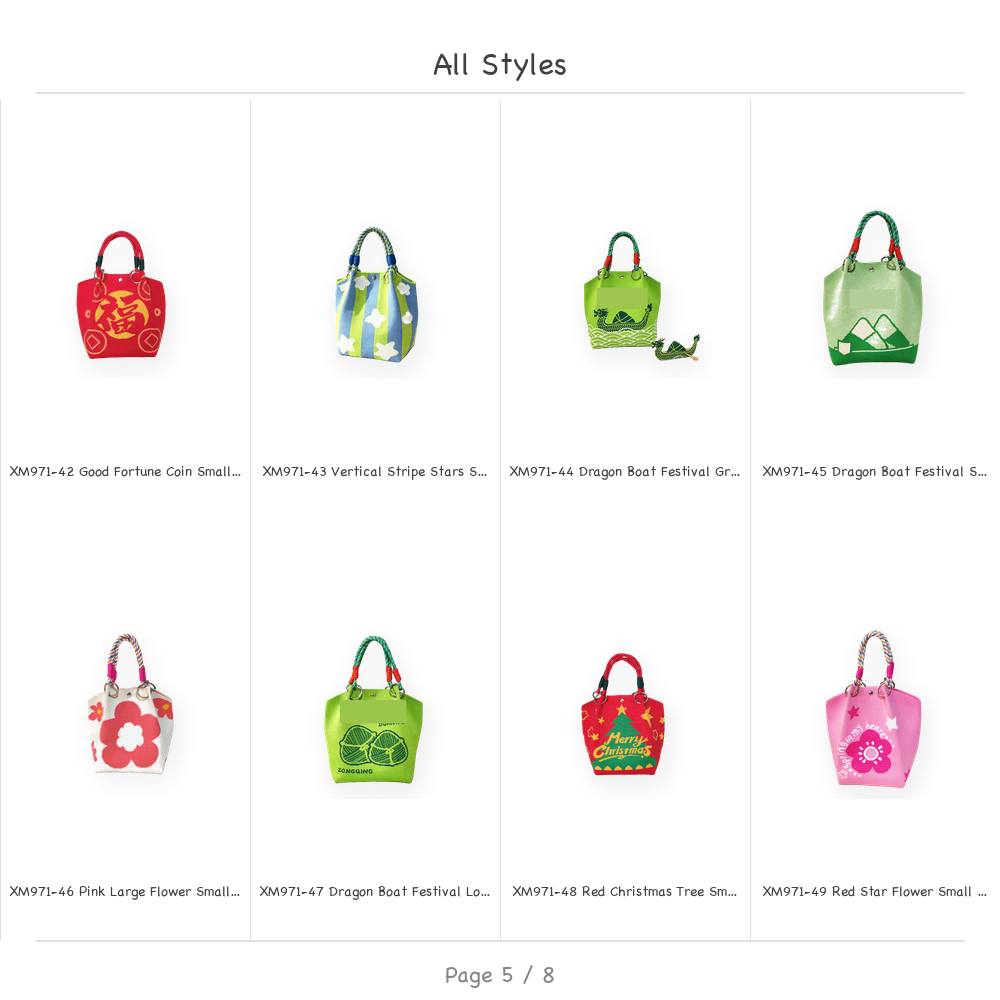 All Styles
XM971-42 Good Fortune Coin Small...
XM971-43 Vertical Stripe Stars S...
XM971-44 Dragon Boat Festival Gr...
XM971-45 Dragon Boat Festival S...
ZONGQING
Merry
Christmas
XM971-46 Pink Large Flower Small...
XM971-47 Dragon Boat Festival Lo...
XM971-48 Red Christmas Tree Sm...
XM971-49 Red Star Flower Small ...
Page 5 / 8